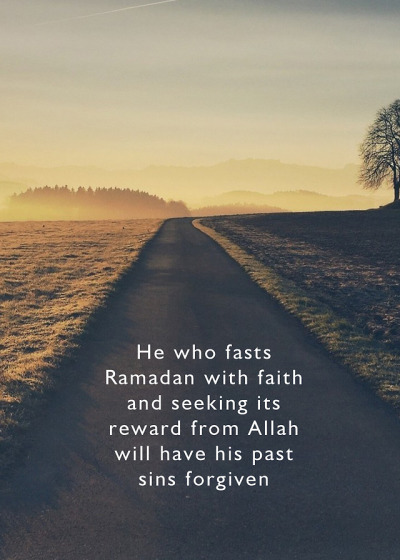 He who fasts
Ramadan with faith
and seeking its
reward from Allah
will have his past
sins forgiven